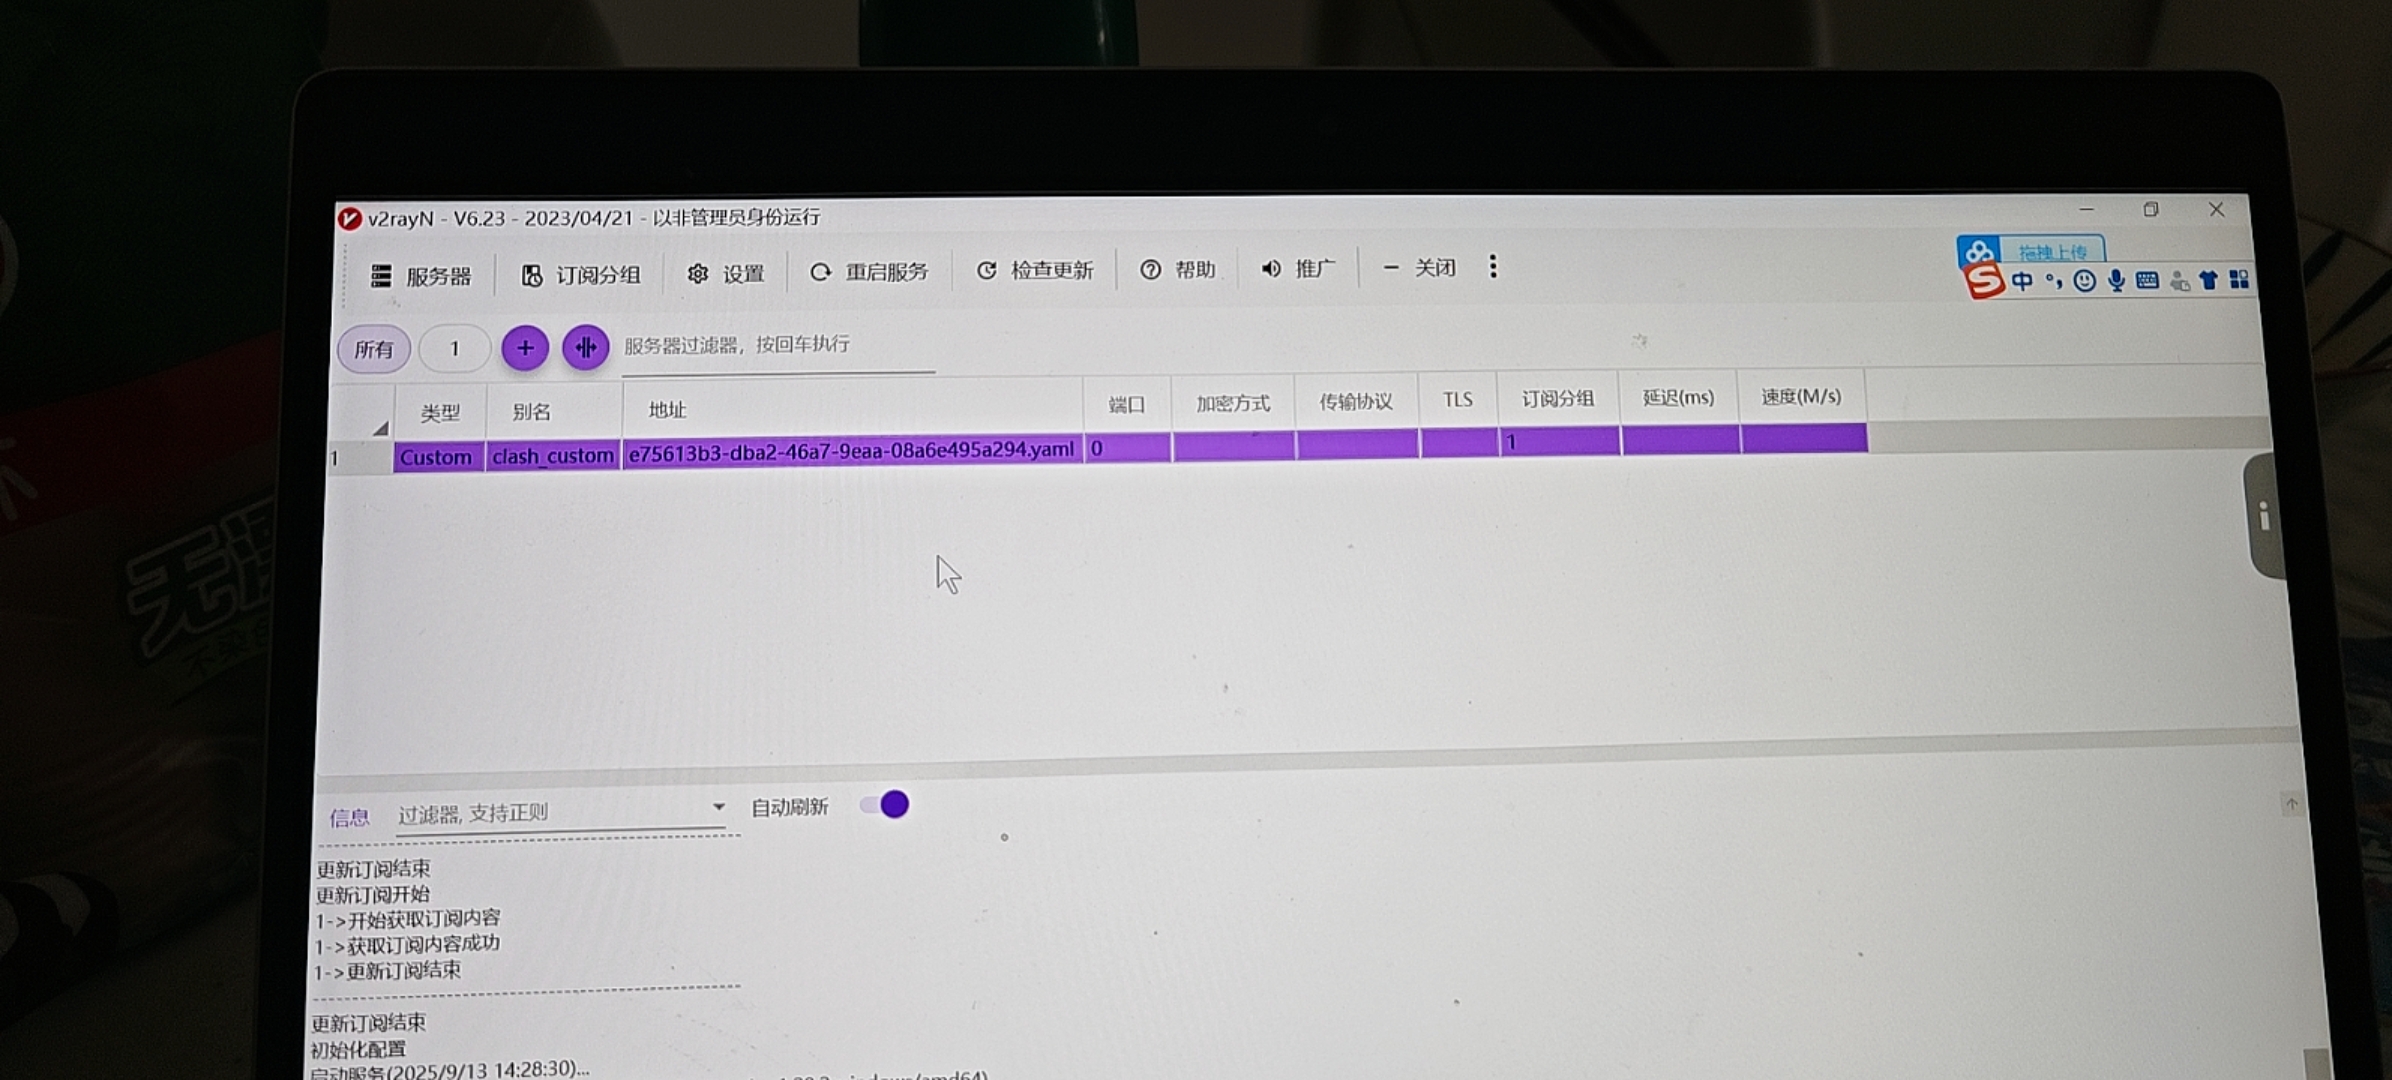 v2rayN - V6.23 - 2023/04/21 - 以非管理员身份运行
服务器 订阅分组 设置 重启服务 检查更新 帮助 推广 关闭
拖拽上传
中
所有 1 服务器过滤器，按回车执行
类型 别名 地址 端口 加密方式 传输协议 TLS 订阅分组 延迟(ms) 速度(M/s)
1 Custom clash_custom e75613b3-dba2-46a7-9eaa-08a6e495a294.yaml 0 1
信息 过滤器, 支持正则 自动刷新
更新订阅结束
更新订阅开始
1->开始获取订阅内容
1->获取订阅内容成功
1->更新订阅结束
更新订阅结束
初始化配置
启动服务(2025/9/13 14:28:30)...
无
不染